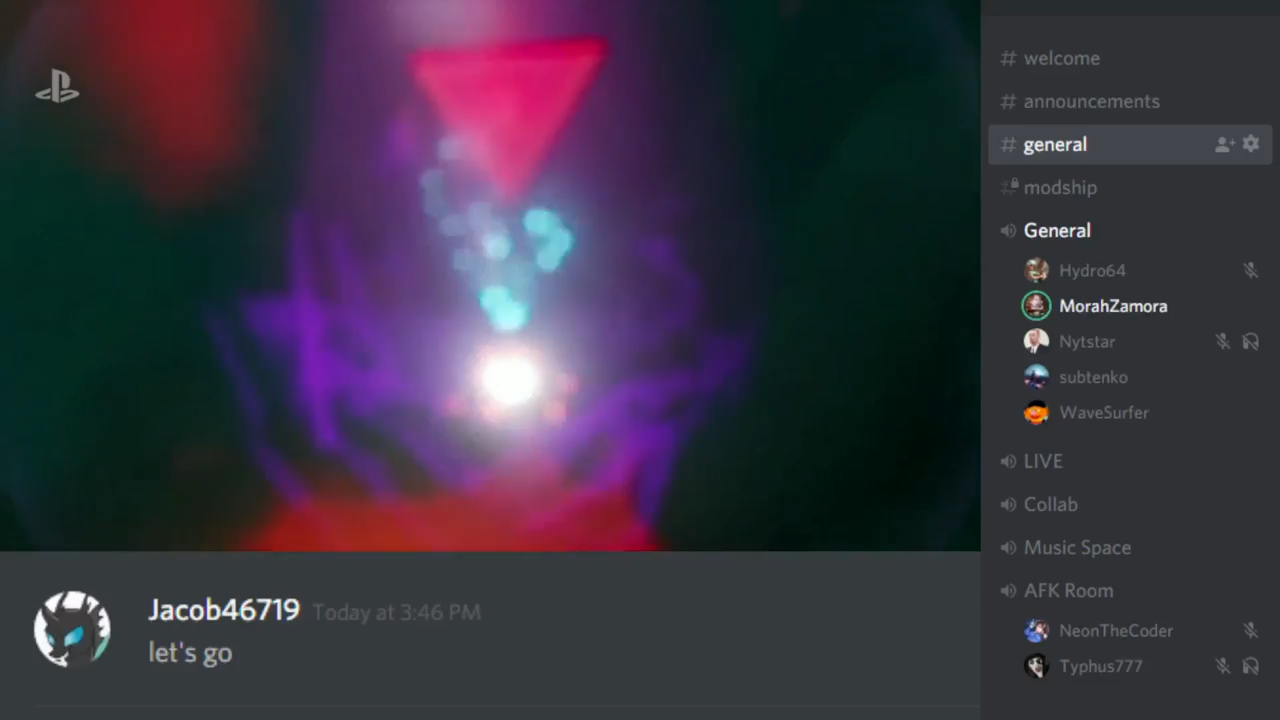 Jacob46719 Today at 3:46 PM
let's go
# welcome
# announcements
# general
# modship
General
Hydro64
MorahZamora
Nytstar
subtenko
WaveSurfer
LIVE
Collab
Music Space
AFK Room
NeonTheCoder
Typhus777